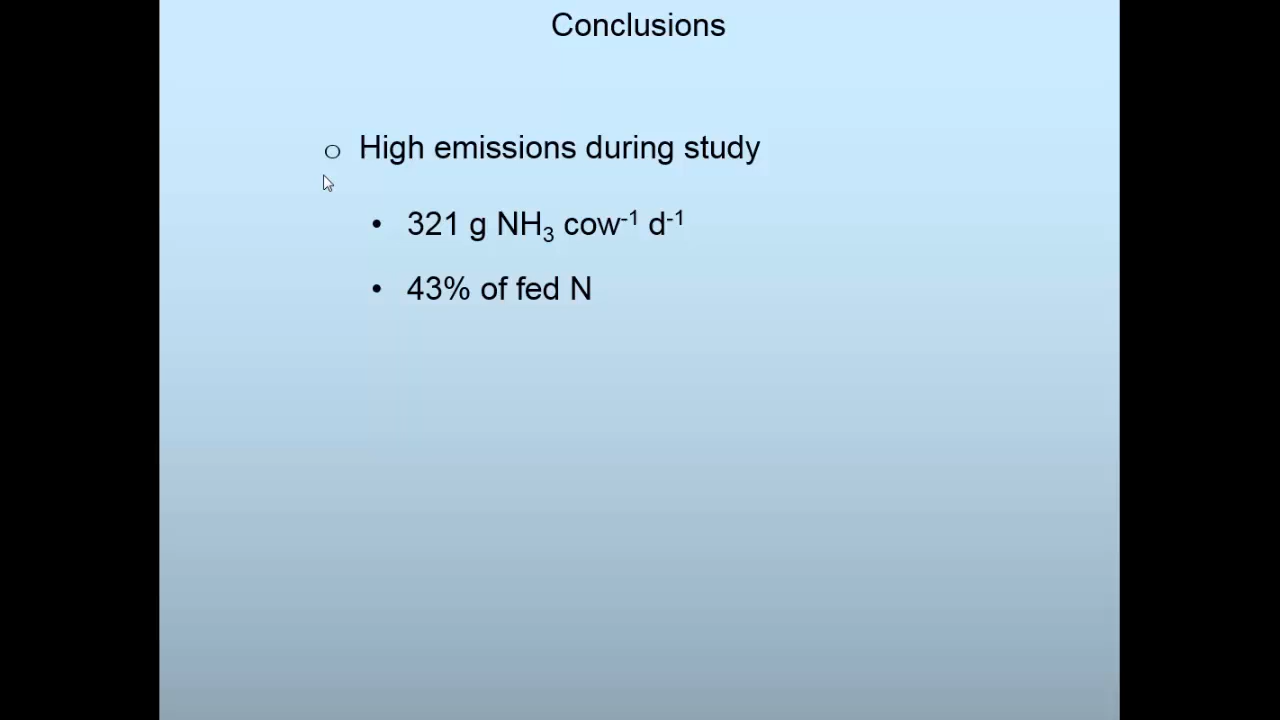 Conclusions
o High emissions during study
• 321 g NH₃ cow⁻¹ d⁻¹
• 43% of fed N